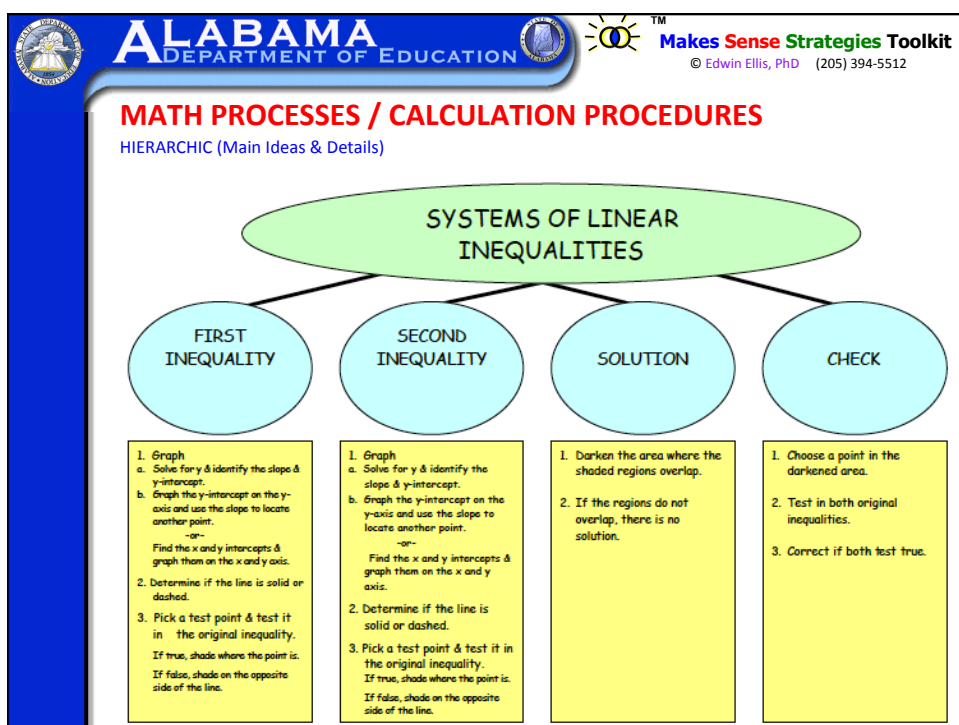 ALABAMA
DEPARTMENT OF EDUCATION
TM
Makes Sense Strategies Toolkit
© Edwin Ellis, PhD (205) 394-5512
MATH PROCESSES / CALCULATION PROCEDURES
HIERARCHIC (Main Ideas & Details)
SYSTEMS OF LINEAR
INEQUALITIES
FIRST
INEQUALITY
SECOND
INEQUALITY
SOLUTION
CHECK
1. Graph
a. Solve for y & identify the slope &
y-intercept.
b. Graph the y-intercept on the y-
axis and use the slope to locate
another point.
-or-
Find the x and y intercepts &
graph them on the x and y axis.
2. Determine if the line is solid or
dashed.
3. Pick a test point & test it
in the original inequality.
If true, shade where the point is.
If false, shade on the opposite
side of the line.
1. Graph
a. Solve for y & identify the
slope & y-intercept.
b. Graph the y-intercept on the
y-axis and use the slope to
locate another point.
-or-
Find the x and y intercepts &
graph them on the x and y
axis.
2. Determine if the line is
solid or dashed.
3. Pick a test point & test it in
the original inequality.
If true, shade where the point is.
If false, shade on the opposite
side of the line.
1. Darken the area where the
shaded regions overlap.
2. If the regions do not
overlap, there is no
solution.
1. Choose a point in the
darkened area.
2. Test in both original
inequalities.
3. Correct if both test true.